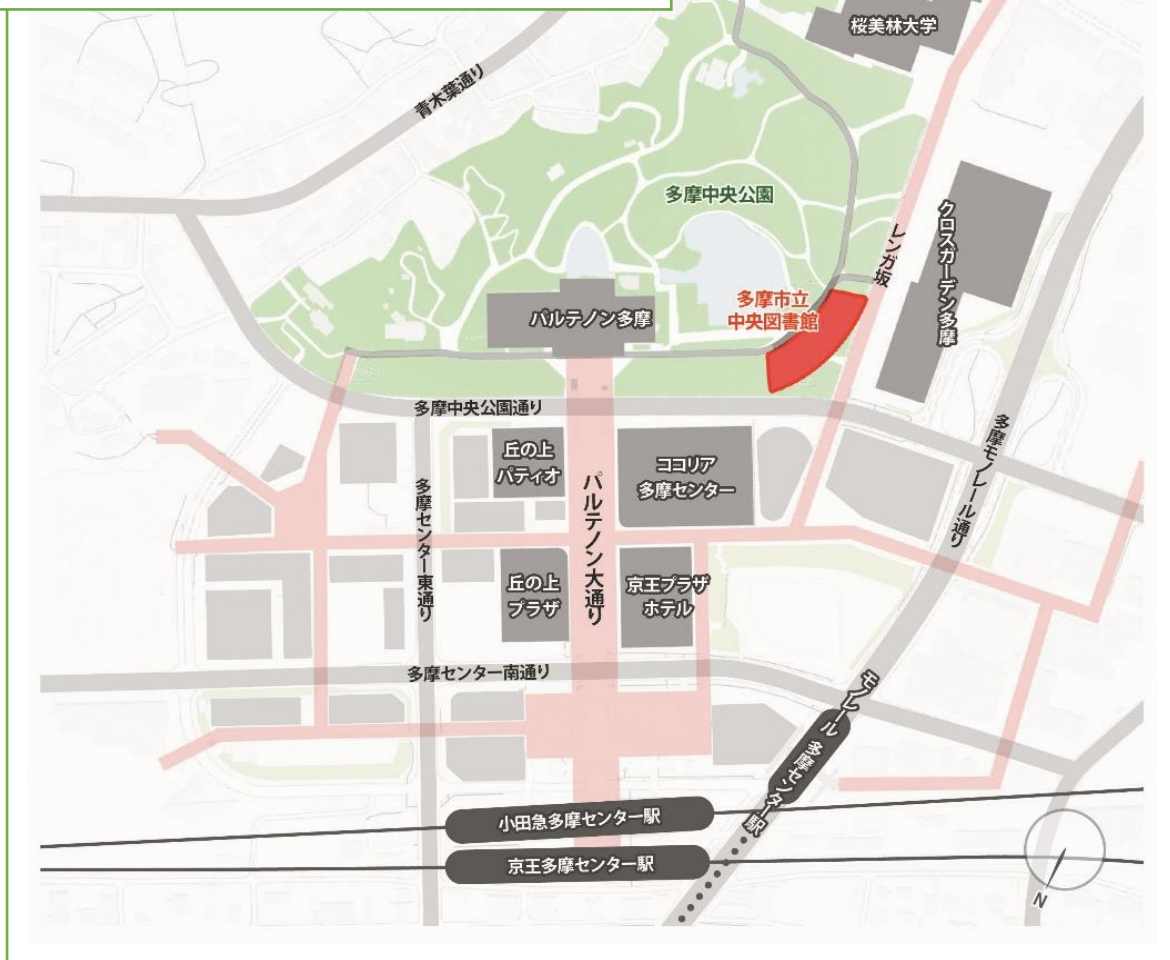 桜美林大学
青木葉通り
多摩中央公園
レンガ坂
クロスガーデン多摩
多摩市立
中央図書館
パルテノン多摩
多摩中央公園通り
丘の上
パティオ
ココリア
多摩センター
多摩モノレール通り
多摩センター東通り
パルテノン大通り
丘の上
プラザ
京王プラザ
ホテル
多摩センター南通り
モノレール 多摩センター駅
小田急多摩センター駅
京王多摩センター駅
N